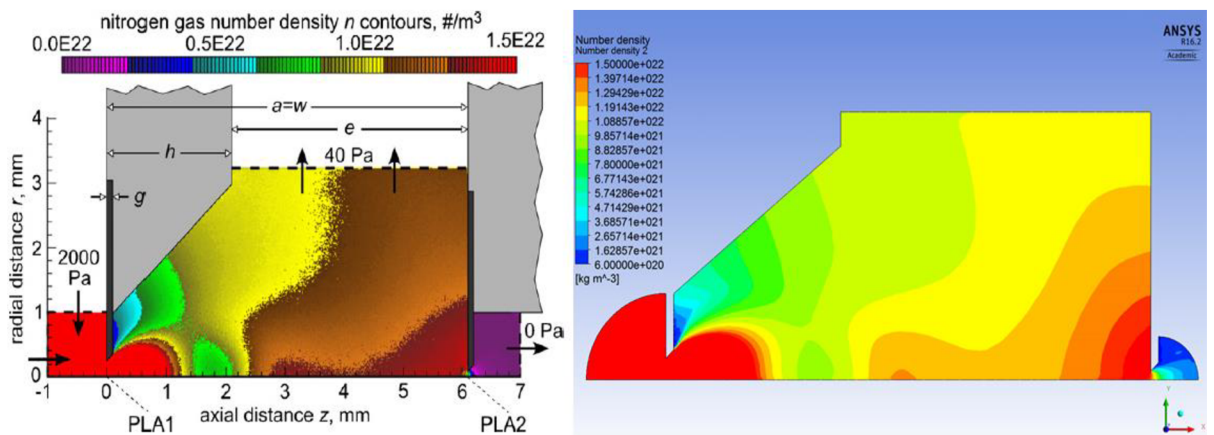 nitrogen gas number density n contours, #/m³
0.0E22 0.5E22 1.0E22 1.5E22
a=w
e
h
40 Pa
g
2000
Pa
0 Pa
radial distance r, mm
4
3
2
1
0
-1 0 1 2 3 4 5 6 7
axial distance z, mm
PLA1
PLA2
Number density
Number density 2
1.50000e+022
1.39714e+022
1.29429e+022
1.19143e+022
1.08857e+022
9.85714e+021
8.82857e+021
7.80000e+021
6.77143e+021
5.74286e+021
4.71429e+021
3.68571e+021
2.65714e+021
1.62857e+021
6.00000e+020
[kg m^-3]
ANSYS
R16.2
Academic
Y
X
Z